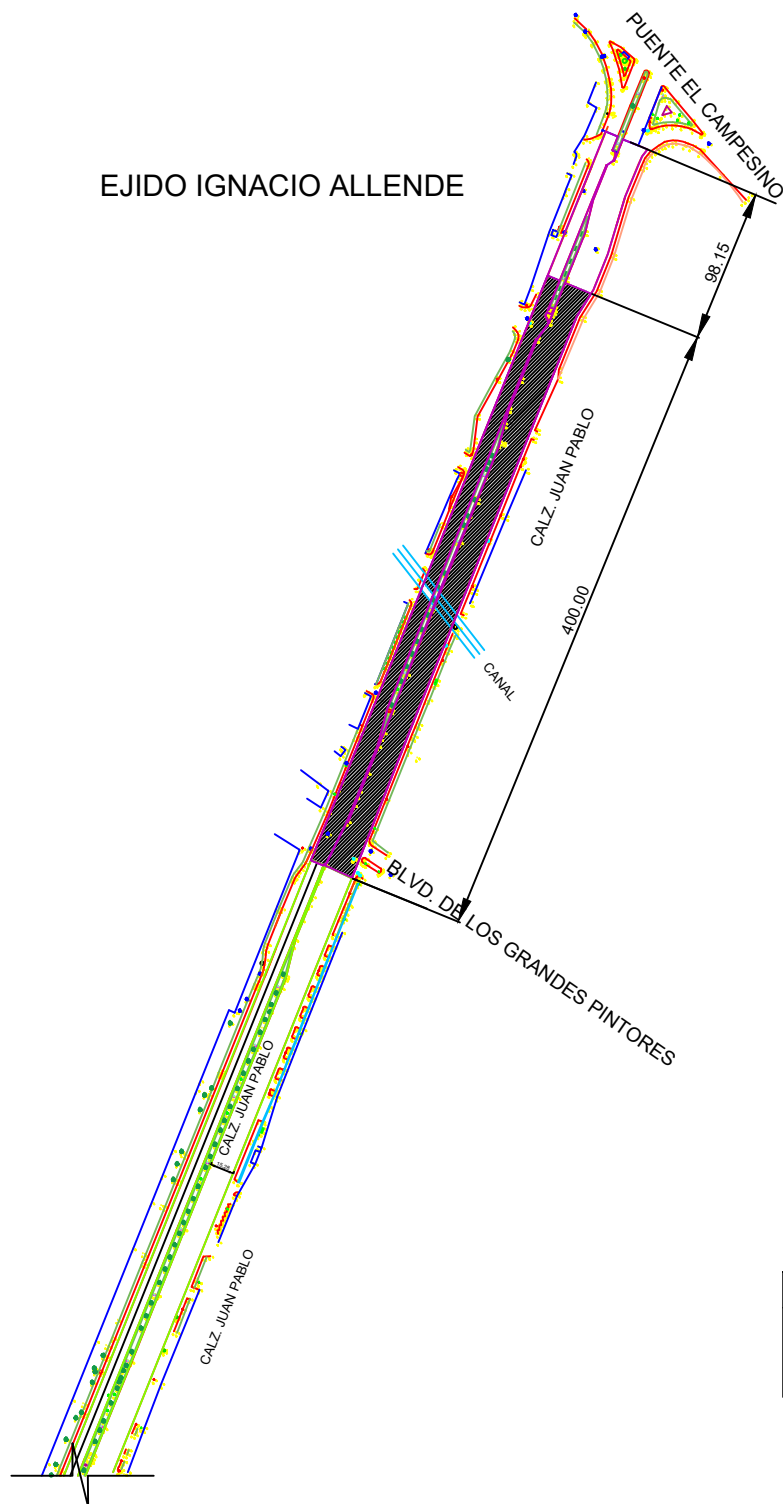 PUENTE EL CAMPESINO
EJIDO IGNACIO ALLENDE
98.15
CALZ. JUAN PABLO
400.00
CANAL
BLVD. DE LOS GRANDES PINTORES
CALZ. JUAN PABLO
CALZ. JUAN PABLO